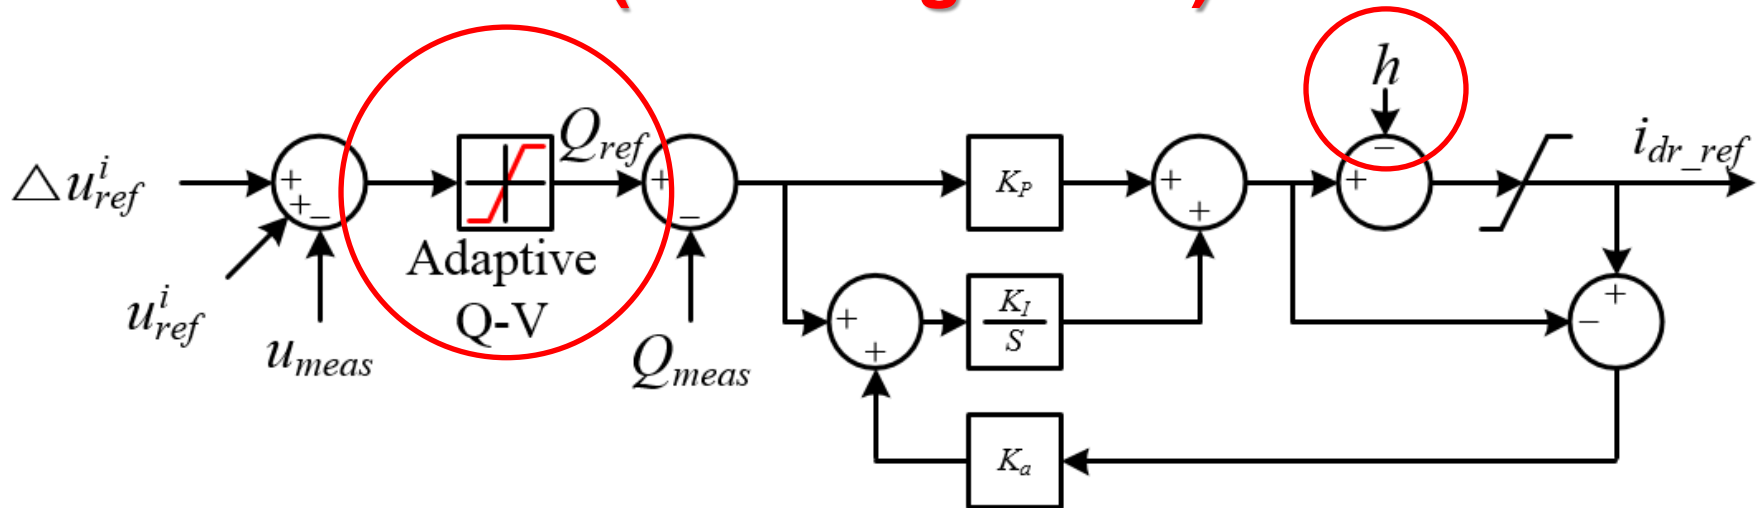 h
△u^i_ref
+
+
−
Q_ref
+
−
K_P
+
+
+
−
i_dr_ref
Adaptive
Q-V
u^i_ref
u_meas
Q_meas
+
+
K_I
S
+
−
K_a